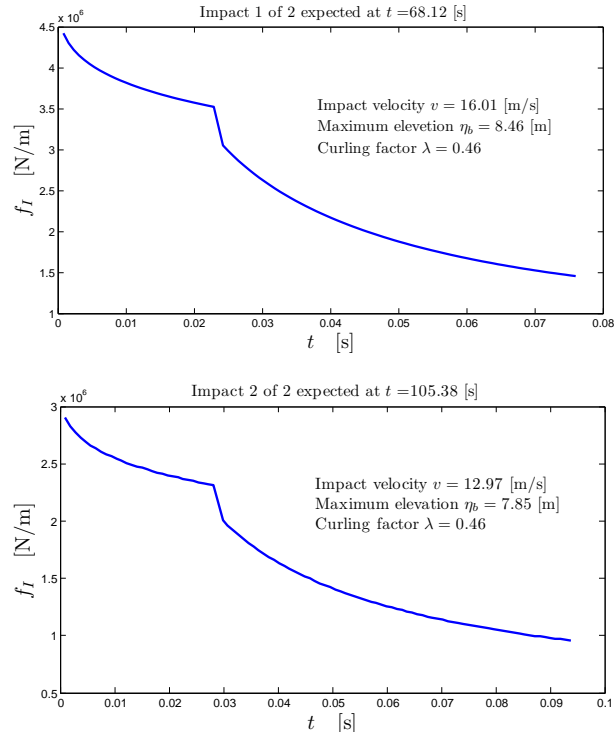 Impact 1 of 2 expected at t =68.12 [s]
x 10⁶
4.5
4
3.5
3
2.5
2
1.5
1
f_I [N/m]
Impact velocity v = 16.01 [m/s]
Maximum elevetion η_b = 8.46 [m]
Curling factor λ = 0.46
0 0.01 0.02 0.03 0.04 0.05 0.06 0.07 0.08
t [s]
Impact 2 of 2 expected at t =105.38 [s]
x 10⁶
3
2.5
2
1.5
1
0.5
f_I [N/m]
Impact velocity v = 12.97 [m/s]
Maximum elevation η_b = 7.85 [m]
Curling factor λ = 0.46
0 0.01 0.02 0.03 0.04 0.05 0.06 0.07 0.08 0.09 0.1
t [s]